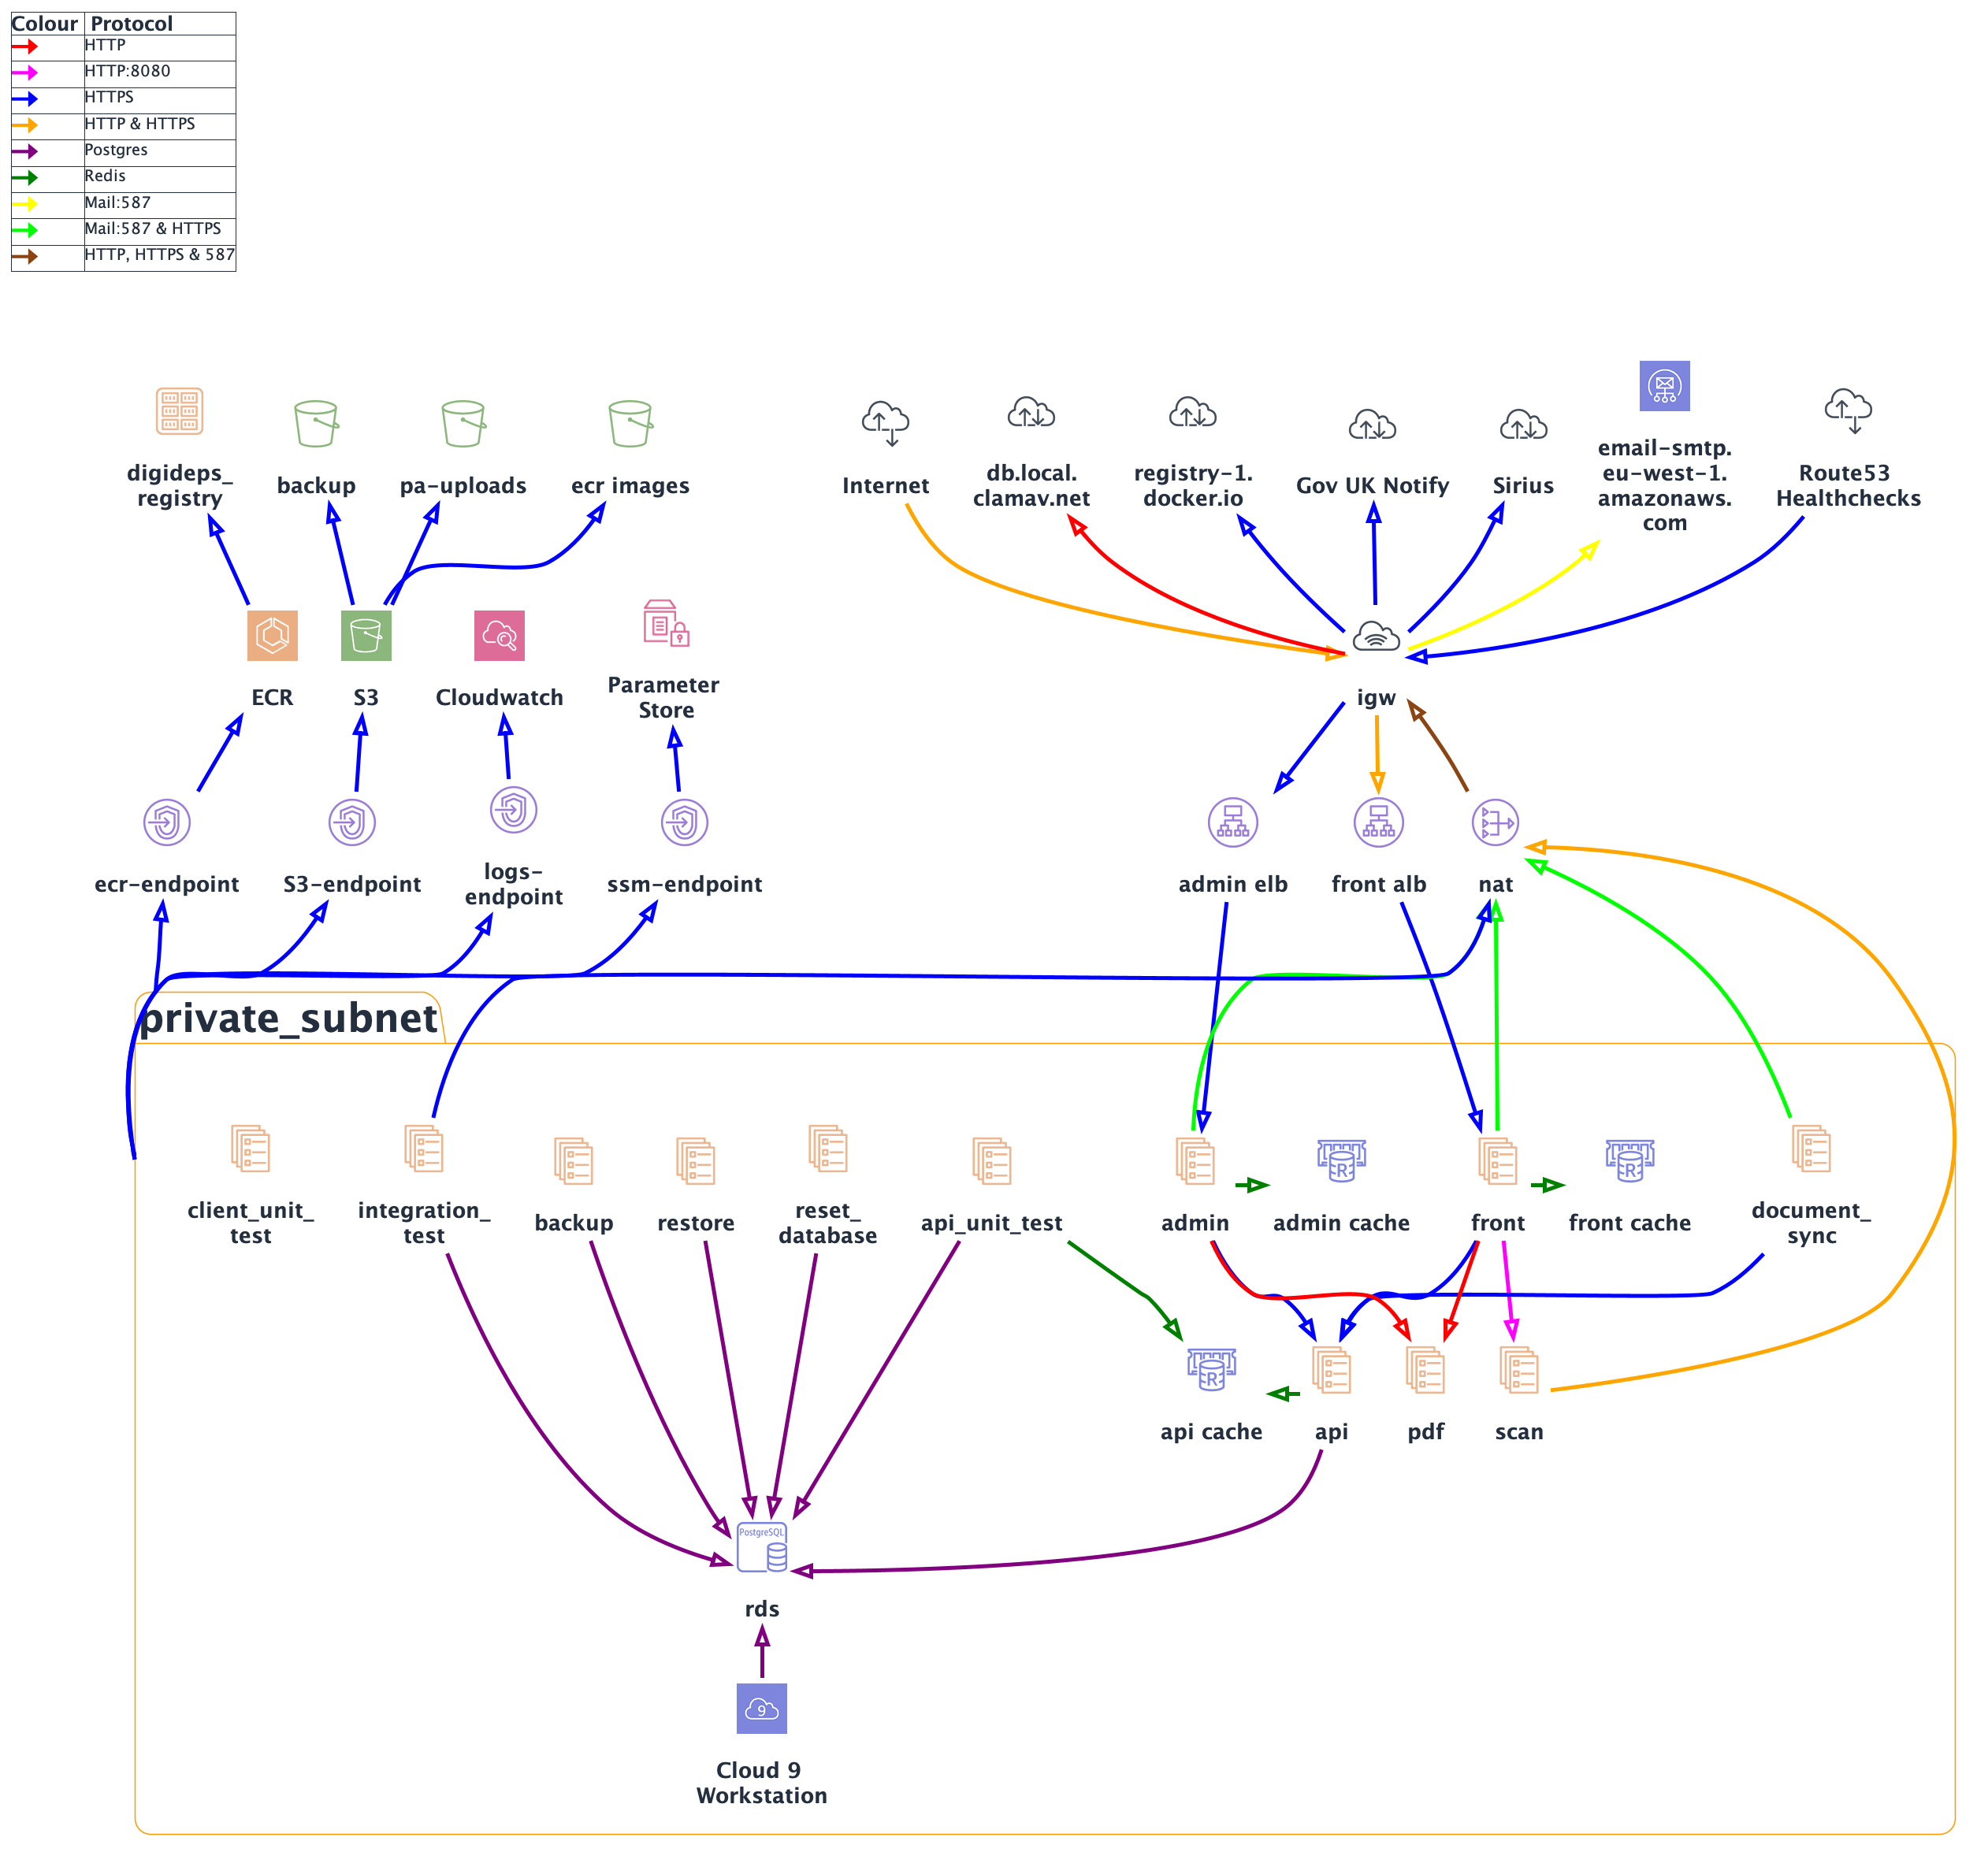 Colour Protocol
HTTP
HTTP:8080
HTTPS
HTTP & HTTPS
Postgres
Redis
Mail:587
Mail:587 & HTTPS
HTTP, HTTPS & 587
digideps_
registry
backup
pa-uploads
ecr images
Internet
db.local.
clamav.net
registry-1.
docker.io
Gov UK Notify
Sirius
email-smtp.
eu-west-1.
amazonaws.
com
Route53
Healthchecks
ECR
S3
Cloudwatch
Parameter
Store
igw
ecr-endpoint
S3-endpoint
logs-
endpoint
ssm-endpoint
admin elb
front alb
nat
private_subnet
client_unit_
test
integration_
test
backup
restore
reset_
database
api_unit_test
admin
R
admin cache
front
R
front cache
document_
sync
R
api cache
api
pdf
scan
PostgreSQL
rds
9
Cloud 9
Workstation